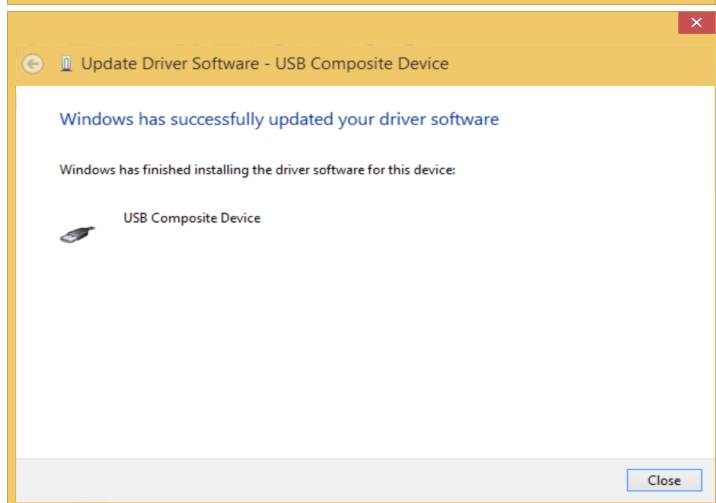 Update Driver Software - USB Composite Device
Windows has successfully updated your driver software
Windows has finished installing the driver software for this device:
USB Composite Device
Close